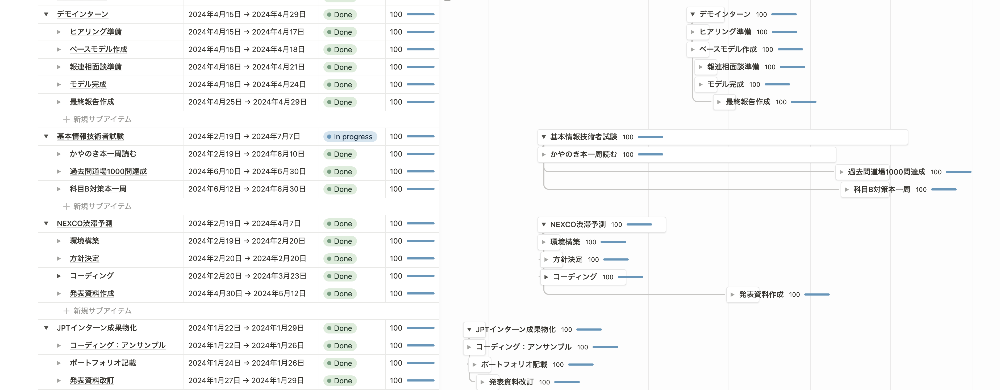 デモインターン 2024年4月15日 → 2024年4月29日 Done 100 デモインターン 100
ヒアリング準備 2024年4月15日 → 2024年4月17日 Done 100 ヒアリング準備 100
ベースモデル作成 2024年4月15日 → 2024年4月18日 Done 100 ベースモデル作成 100
報連相面談準備 2024年4月18日 → 2024年4月21日 Done 100 報連相面談準備 100
モデル完成 2024年4月18日 → 2024年4月24日 Done 100 モデル完成 100
最終報告作成 2024年4月25日 → 2024年4月29日 Done 100 最終報告作成 100
+ 新規サブアイテム
基本情報技術者試験 2024年2月19日 → 2024年7月7日 In progress 100 基本情報技術者試験 100
かやのき本一周読む 2024年2月19日 → 2024年6月10日 Done 100 かやのき本一周読む 100
過去問道場1000問達成 2024年6月10日 → 2024年6月30日 Done 100 過去問道場1000問達成 100
科目B対策本一周 2024年6月12日 → 2024年6月30日 Done 100 科目B対策本一周 100
+ 新規サブアイテム
NEXCO渋滞予測 2024年2月19日 → 2024年4月7日 Done 100 NEXCO渋滞予測 100
環境構築 2024年2月19日 → 2024年2月20日 Done 100 環境構築 100
方針決定 2024年2月20日 → 2024年2月20日 Done 100 方針決定 100
コーディング 2024年2月20日 → 2024年3月23日 Done 100 コーディング 100
発表資料作成 2024年4月30日 → 2024年5月12日 Done 100 発表資料作成 100
+ 新規サブアイテム
JPTインターン成果物化 2024年1月22日 → 2024年1月29日 Done 100 JPTインターン成果物化 100
コーディング：アンサンブル 2024年1月22日 → 2024年1月26日 Done 100 コーディング：アンサンブル 100
ポートフォリオ記載 2024年1月24日 → 2024年1月26日 Done 100 ポートフォリオ記載 100
発表資料改訂 2024年1月27日 → 2024年1月29日 Done 100 発表資料改訂 100